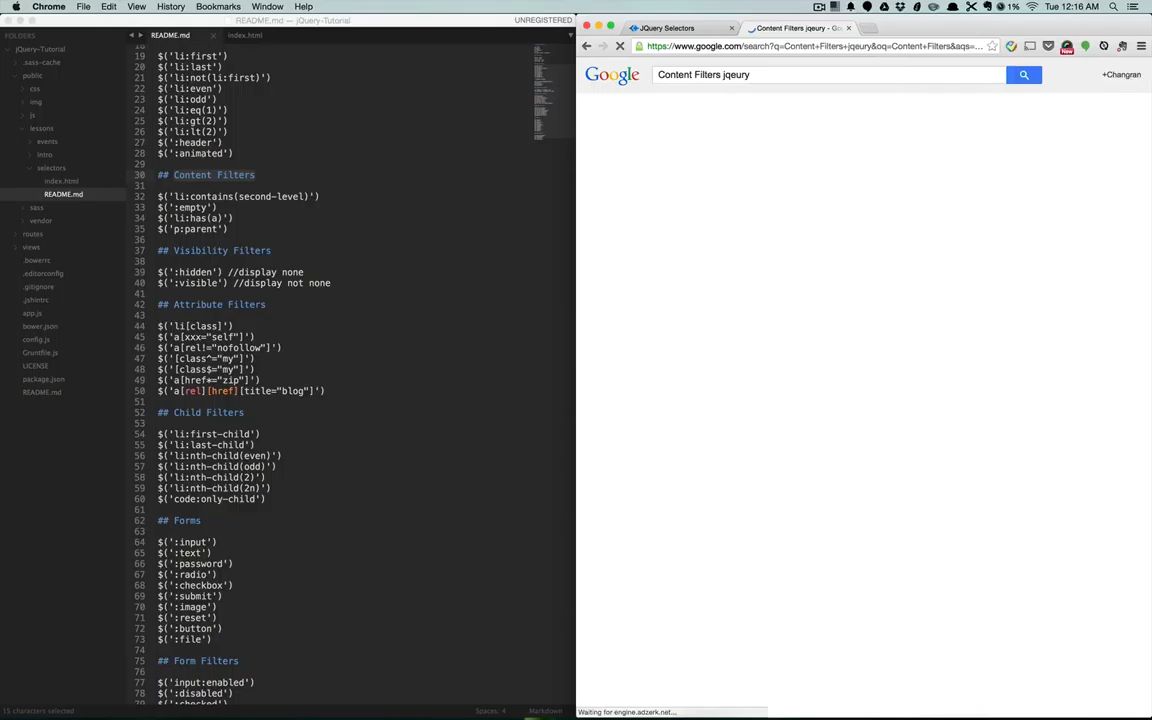 Chrome File Edit View History Bookmarks Window Help
1% Tue 12:16 AM
README.md — jQuery-Tutorial
UNREGISTERED
FOLDERS
jQuery-Tutorial
.sass-cache
public
css
img
js
lessons
events
intro
selectors
index.html
README.md
sass
vendor
routes
views
.bowerrc
.editorconfig
.gitignore
.jshintrc
app.js
bower.json
config.js
Gruntfile.js
LICENSE
package.json
README.md
README.md index.html
18
19 $('li:first')
20 $('li:last')
21 $('li:not(li:first)')
22 $('li:even')
23 $('li:odd')
24 $('li:eq(1)')
25 $('li:gt(2)')
26 $('li:lt(2)')
27 $(':header')
28 $(':animated')
29
30 ## Content Filters
31
32 $('li:contains(second-level)')
33 $(':empty')
34 $('li:has(a)')
35 $('p:parent')
36
37 ## Visibility Filters
38
39 $(':hidden') //display none
40 $(':visible') //display not none
41
42 ## Attribute Filters
43
44 $('li[class]')
45 $('a[xxx="self"]')
46 $('a[rel!="nofollow"]')
47 $('[class^="my"]')
48 $('[class$="my"]')
49 $('a[href*="zip"]')
50 $('a[rel][href][title="blog"]')
51
52 ## Child Filters
53
54 $('li:first-child')
55 $('li:last-child')
56 $('li:nth-child(even)')
57 $('li:nth-child(odd)')
58 $('li:nth-child(2)')
59 $('li:nth-child(2n)')
60 $('code:only-child')
61
62 ## Forms
63
64 $(':input')
65 $(':text')
66 $(':password')
67 $(':radio')
68 $(':checkbox')
69 $(':submit')
70 $(':image')
71 $(':reset')
72 $(':button')
73 $(':file')
74
75 ## Form Filters
76
77 $('input:enabled')
78 $(':disabled')
79 $(':checked')
15 characters selected
Spaces: 4 Markdown
JQuery Selectors
Content Filters jqeury - Go
https://www.google.com/search?q=Content+Filters+jqeury&oq=Content+Filters&aqs=...
New
Google
Content Filters jqeury
+Changran
Waiting for engine.adzerk.net...